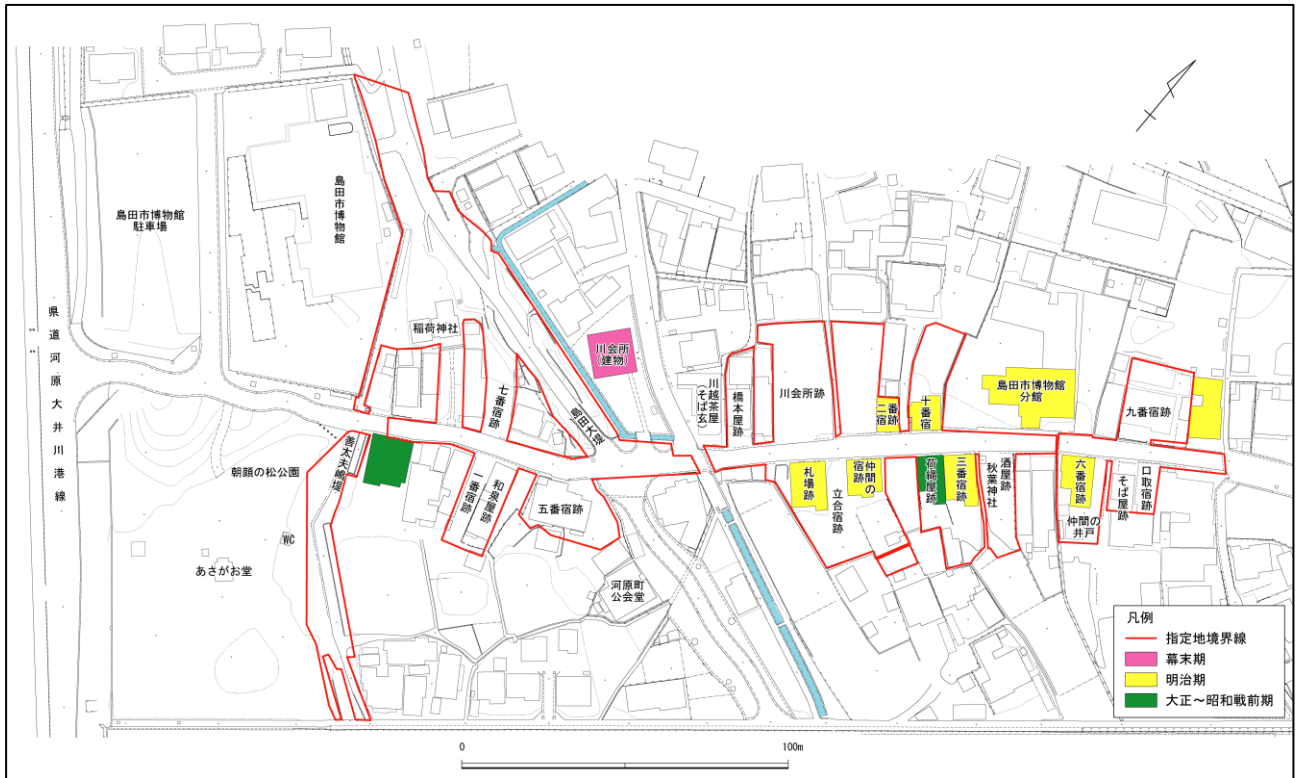 島田市博物館
駐車場
島田市博物館
県道河原大井川港線
稲荷神社
七番宿跡
島田大堤
川会所
(建物)
川越茶屋
(そば玄)
橋本屋跡
川会所跡
二番
宿跡
十番
宿
島田市博物館
分館
九番宿跡
善太夫嶋堤
朝顔の松公園
WC
あさがお堂
一番宿跡
和泉屋跡
五番宿跡
河原町
公会堂
札場跡
立合宿跡
仲間の
宿跡
荷縄屋跡
三番宿跡
秋葉神社
酒屋跡
六番宿跡
仲間の
井戸
そば屋跡
口取宿跡
凡例
指定地境界線
幕末期
明治期
大正～昭和戦前期
0
100m